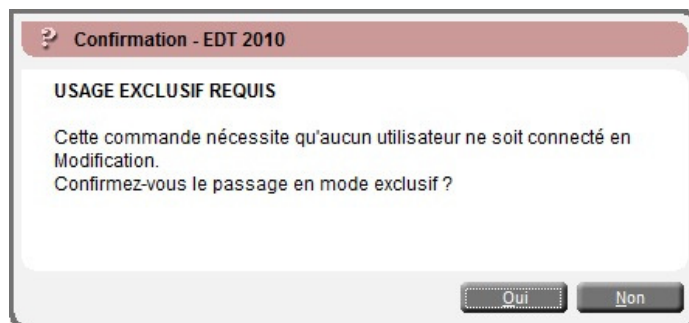 Confirmation - EDT 2010
USAGE EXCLUSIF REQUIS
Cette commande nécessite qu'aucun utilisateur ne soit connecté en
Modification.
Confirmez-vous le passage en mode exclusif ?
Oui Non